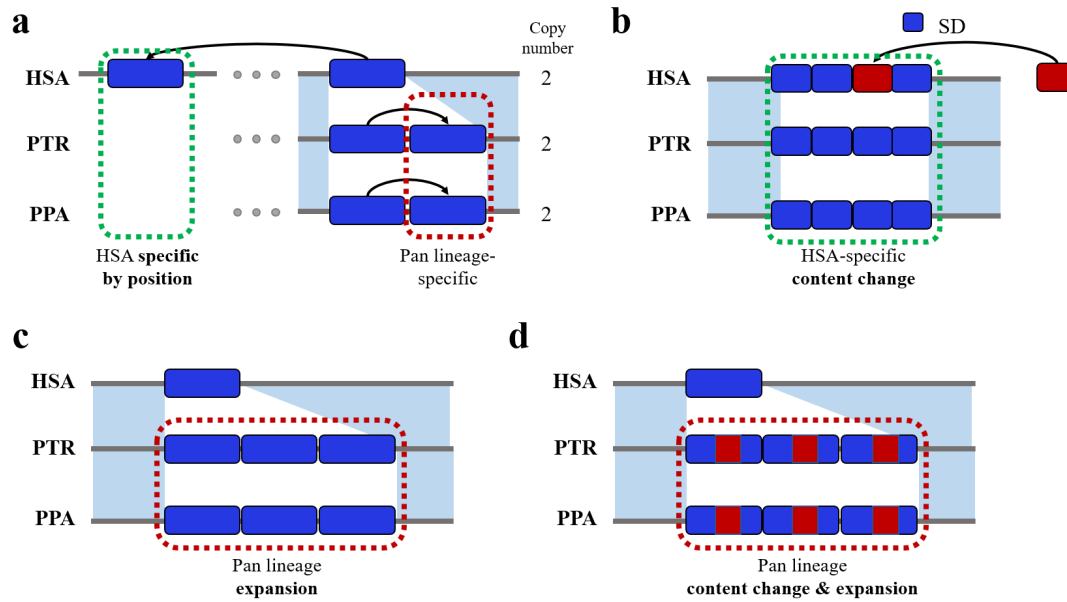 a
Copy
number
HSA
2
PTR
2
PPA
2
HSA specific
by position
Pan lineage-
specific
b
SD
HSA
PTR
PPA
HSA-specific
content change
c
HSA
PTR
PPA
Pan lineage
expansion
d
HSA
PTR
PPA
Pan lineage
content change & expansion